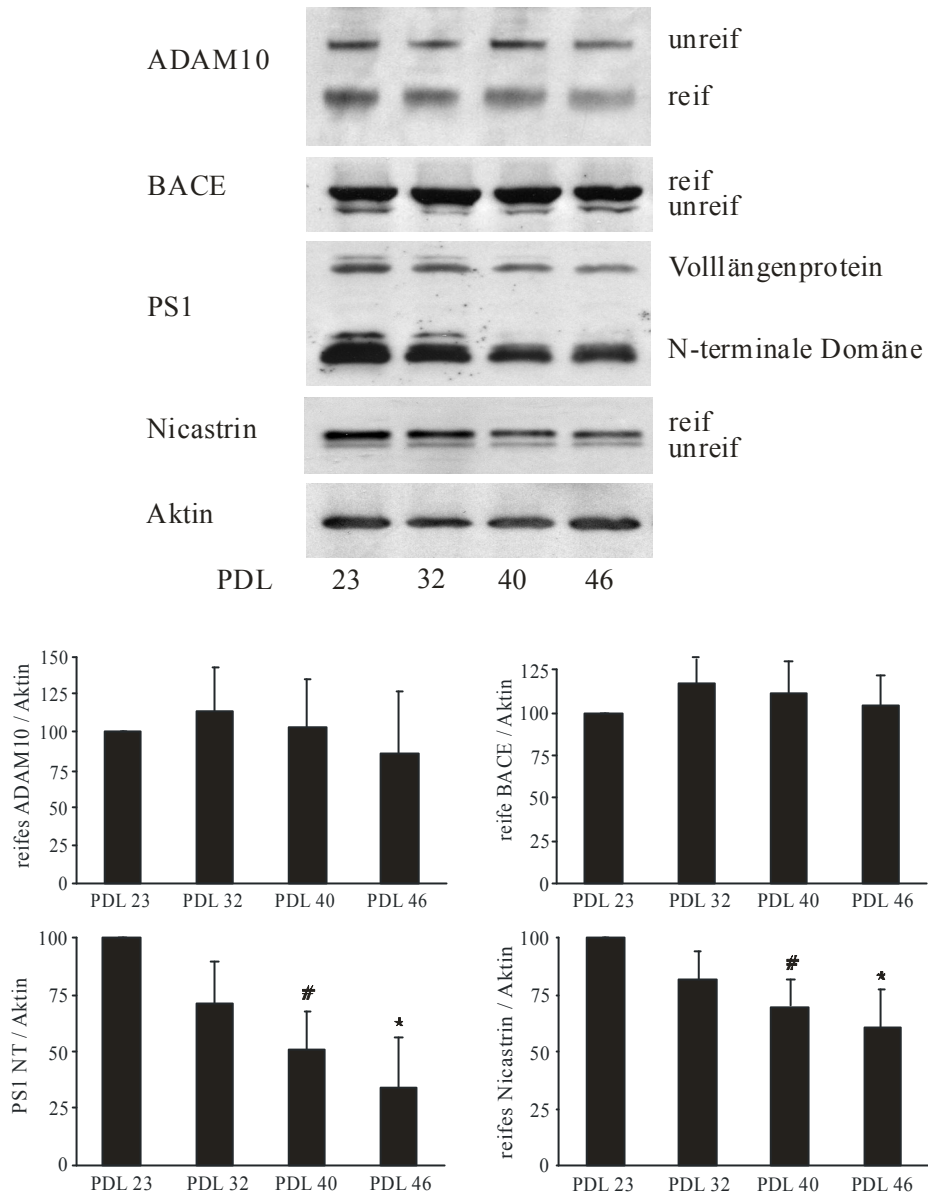 ADAM10
unreif
reif
BACE
reif
unreif
PS1
Volllängenprotein
N-terminale Domäne
Nicastrin
reif
unreif
Aktin
PDL 23 32 40 46
reifes ADAM10 / Aktin
150
125
100
75
50
25
0
PDL 23 PDL 32 PDL 40 PDL 46
reife BACE / Aktin
125
100
75
50
25
0
PDL 23 PDL 32 PDL 40 PDL 46
PS1 NT / Aktin
100
75
50
25
0
# *
PDL 23 PDL 32 PDL 40 PDL 46
reifes Nicastrin / Aktin
100
75
50
25
0
# *
PDL 23 PDL 32 PDL 40 PDL 46